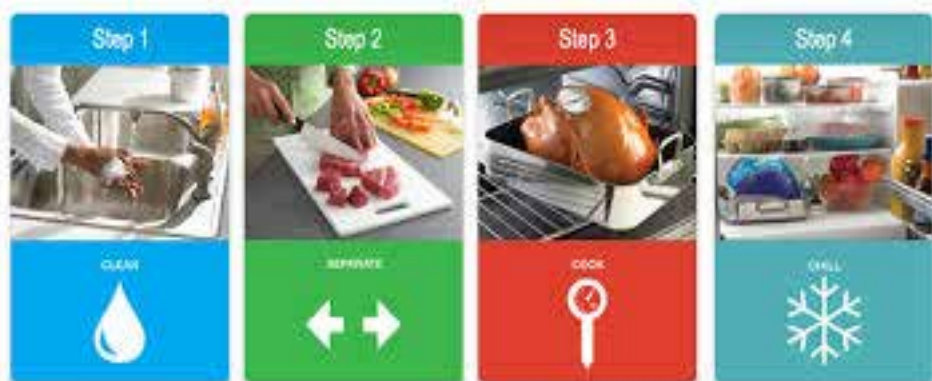 Step 1
Step 2
Step 3
Step 4
CLEAN
SEPARATE
COOK
CHILL